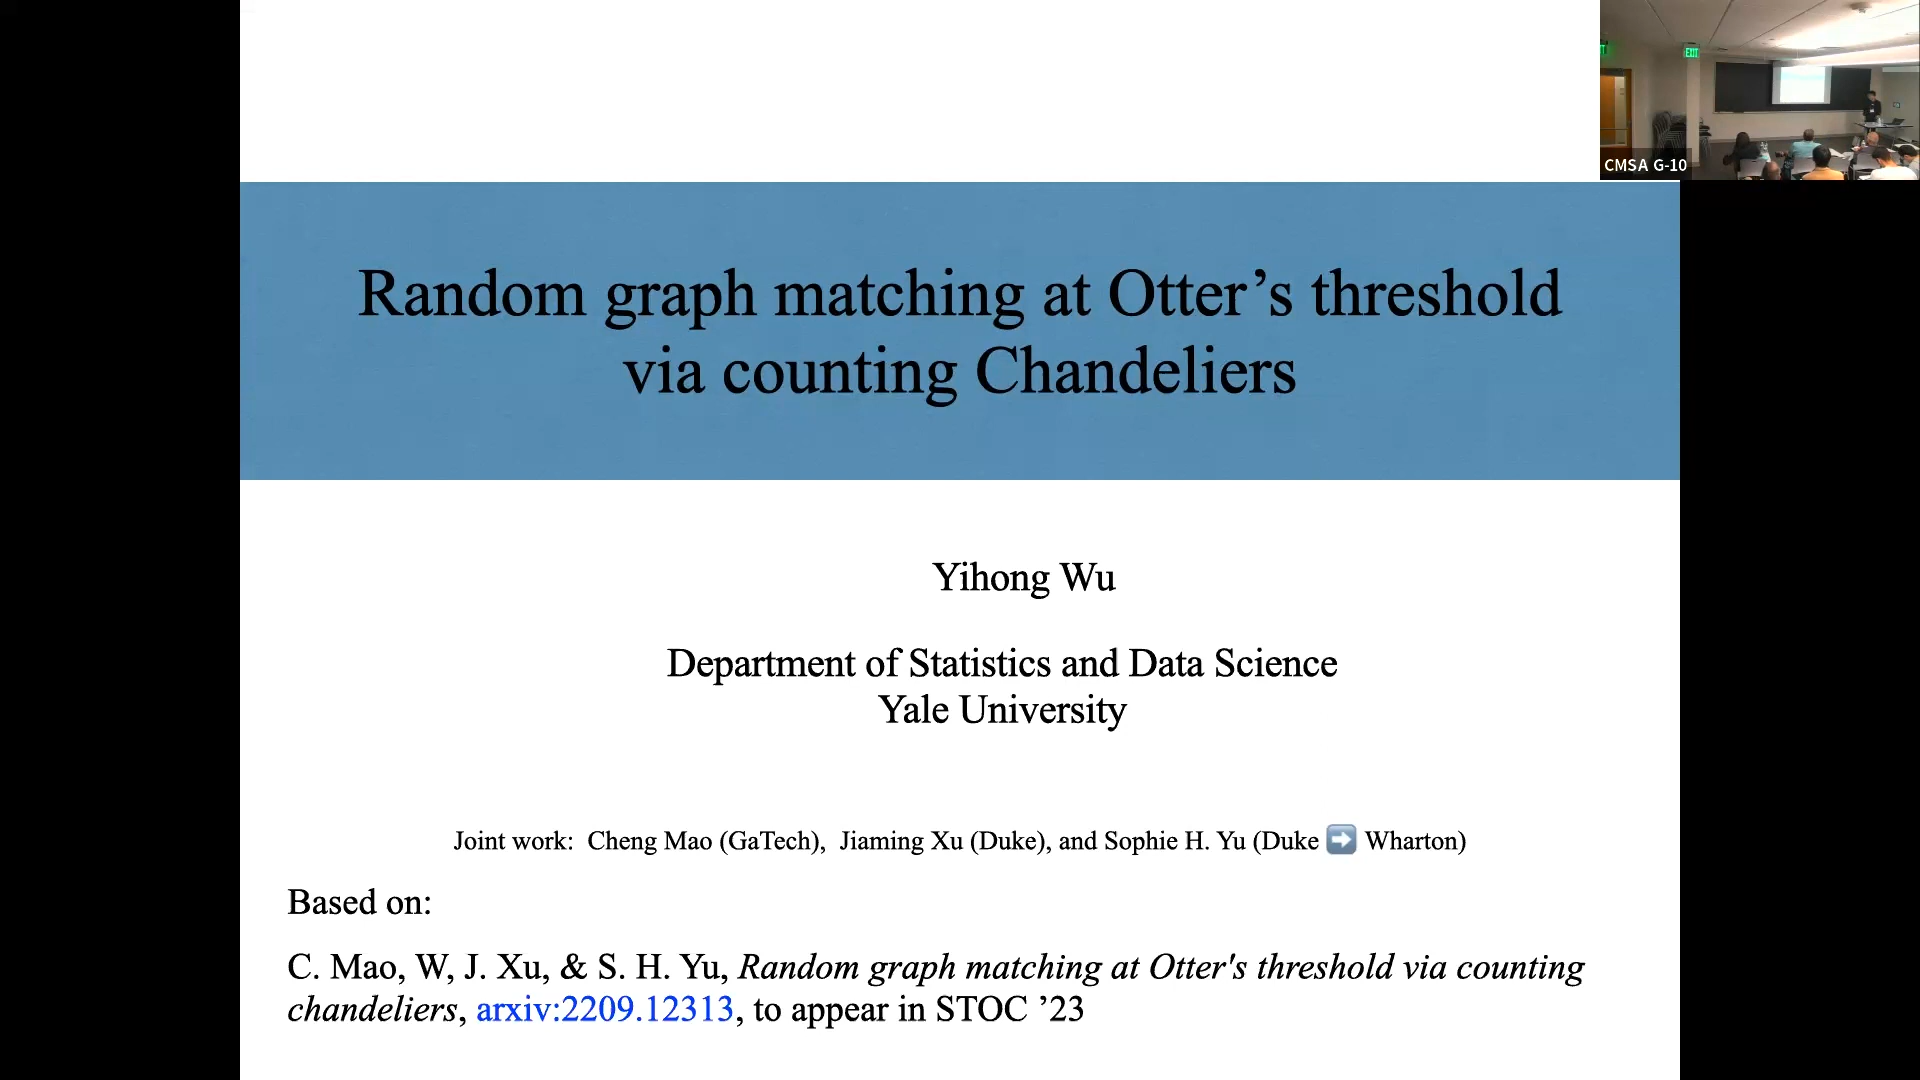 EXIT
CMSA G-10
Random graph matching at Otter’s threshold
via counting Chandeliers
Yihong Wu
Department of Statistics and Data Science
Yale University
Joint work: Cheng Mao (GaTech), Jiaming Xu (Duke), and Sophie H. Yu (Duke ➡ Wharton)
Based on:
C. Mao, W, J. Xu, & S. H. Yu, Random graph matching at Otter's threshold via counting
chandeliers, arxiv:2209.12313, to appear in STOC ’23